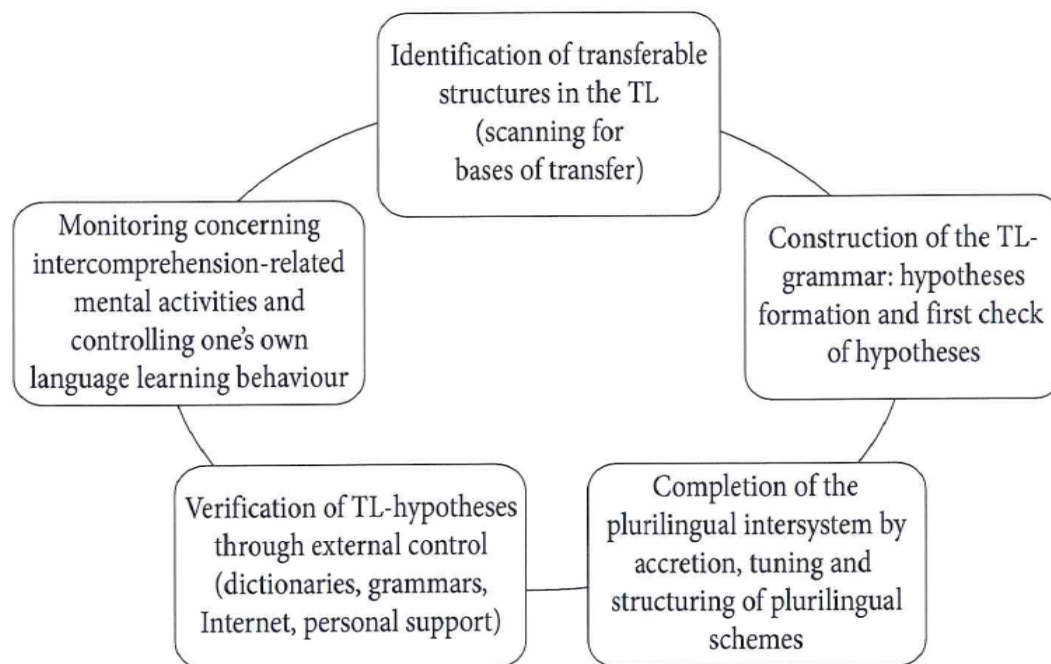 Identification of transferable
structures in the TL
(scanning for
bases of transfer)
Construction of the TL-
grammar: hypotheses
formation and first check
of hypotheses
Completion of the
plurilingual intersystem by
accretion, tuning and
structuring of plurilingual
schemes
Verification of TL-hypotheses
through external control
(dictionaries, grammars,
Internet, personal support)
Monitoring concerning
intercomprehension-related
mental activities and
controlling one's own
language learning behaviour